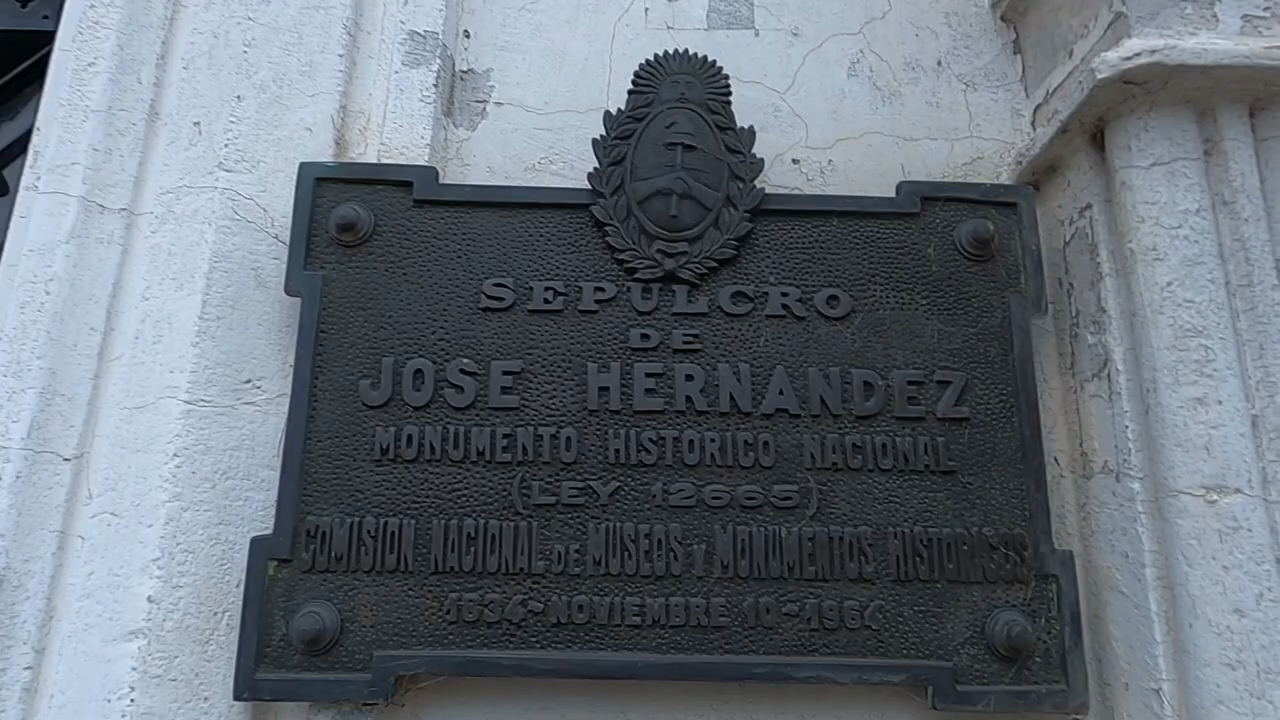 SEPULCRO
DE
JOSE HERNANDEZ
MONUMENTO HISTORICO NACIONAL
(LEY 12665)
COMISION NACIONAL DE MUSEOS Y MONUMENTOS HISTORICOS
1834~NOVIEMBRE 10~1964